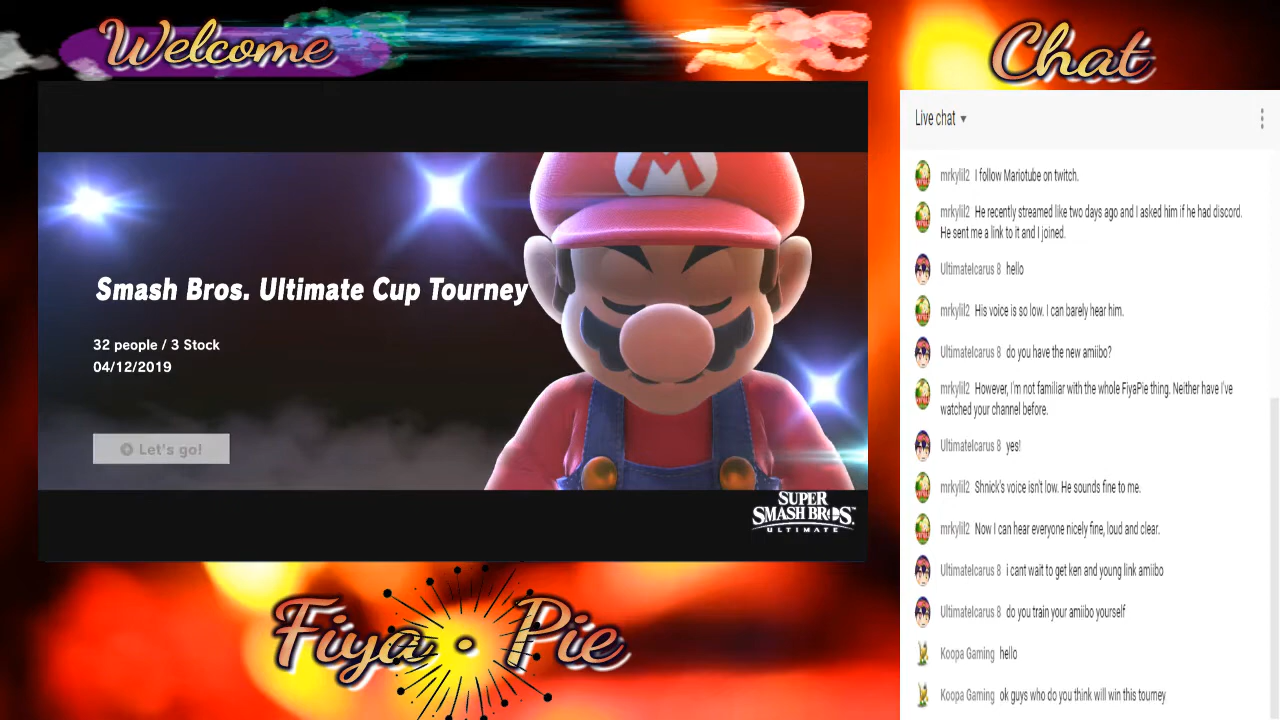 Welcome
Chat
Smash Bros. Ultimate Cup Tourney
32 people / 3 Stock
04/12/2019
Let's go!
M
SUPER
SMASH BROS.™
ULTIMATE
Fiya • Pie
Live chat
mrkylil2 I follow Mariotube on twitch.
mrkylil2 He recently streamed like two days ago and I asked him if he had discord.
He sent me a link to it and I joined.
UltimateIcarus 8 hello
mrkylil2 His voice is so low. I can barely hear him.
UltimateIcarus 8 do you have the new amiibo?
mrkylil2 However, I'm not familiar with the whole FiyaPie thing. Neither have I've
watched your channel before.
UltimateIcarus 8 yes!
mrkylil2 Shnick's voice isn't low. He sounds fine to me.
mrkylil2 Now I can hear everyone nicely fine, loud and clear.
UltimateIcarus 8 i cant wait to get ken and young link amiibo
UltimateIcarus 8 do you train your amiibo yourself
Koopa Gaming hello
Koopa Gaming ok guys who do you think will win this tourney